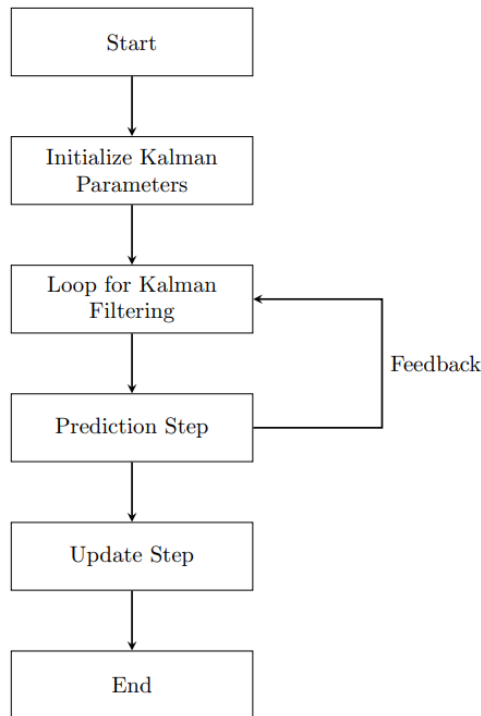 Start
Initialize Kalman
Parameters
Loop for Kalman
Filtering
Feedback
Prediction Step
Update Step
End